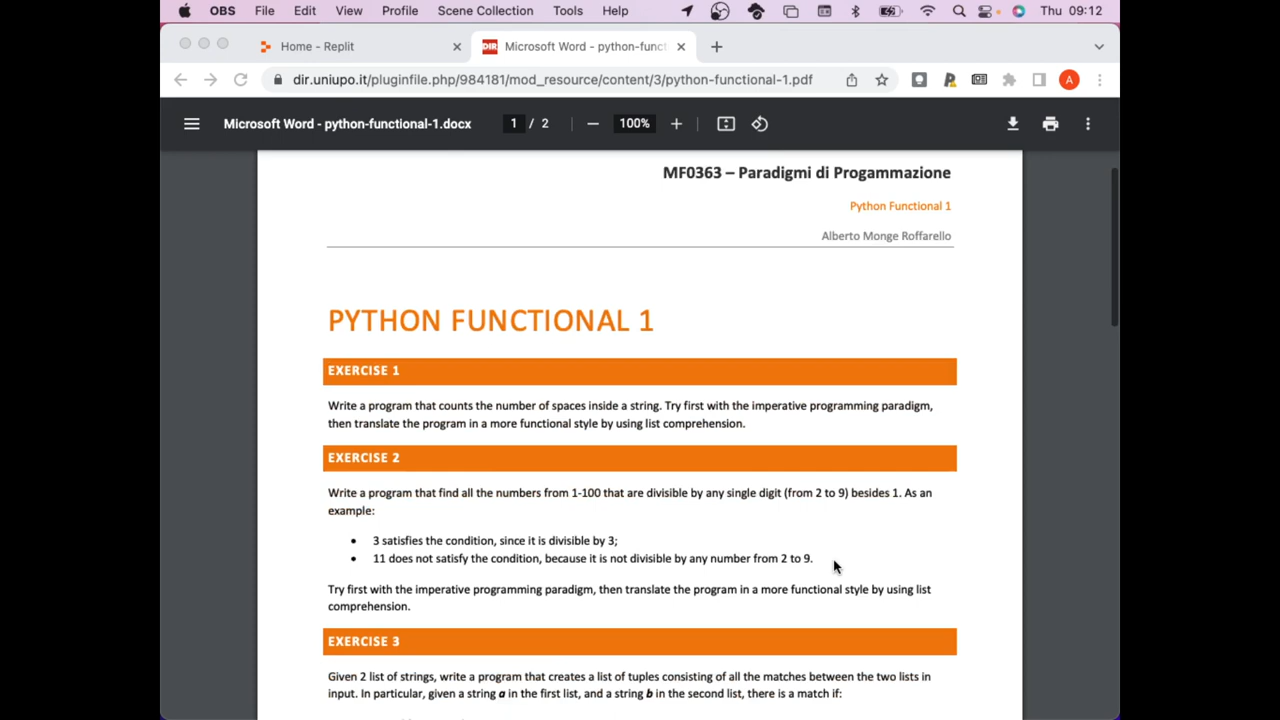 OBS File Edit View Profile Scene Collection Tools Help Thu 09:12
Home - Replit Microsoft Word - python-funct
dir.uniupo.it/pluginfile.php/984181/mod_resource/content/3/python-functional-1.pdf A
Microsoft Word - python-functional-1.docx 1 / 2 100%
MF0363 – Paradigmi di Progammazione
Python Functional 1
Alberto Monge Roffarello
PYTHON FUNCTIONAL 1
EXERCISE 1
Write a program that counts the number of spaces inside a string. Try first with the imperative programming paradigm,
then translate the program in a more functional style by using list comprehension.
EXERCISE 2
Write a program that find all the numbers from 1-100 that are divisible by any single digit (from 2 to 9) besides 1. As an
example:
• 3 satisfies the condition, since it is divisible by 3;
• 11 does not satisfy the condition, because it is not divisible by any number from 2 to 9.
Try first with the imperative programming paradigm, then translate the program in a more functional style by using list
comprehension.
EXERCISE 3
Given 2 list of strings, write a program that creates a list of tuples consisting of all the matches between the two lists in
input. In particular, given a string a in the first list, and a string b in the second list, there is a match if: